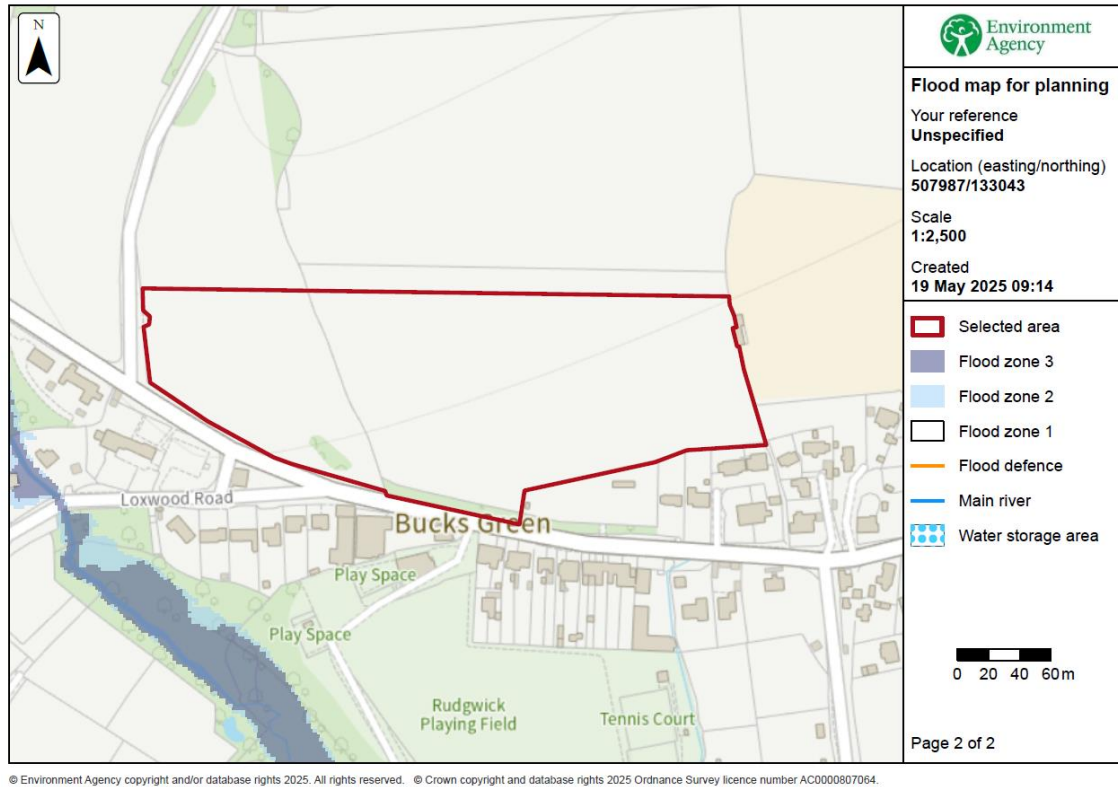 N
Loxwood Road
Bucks Green
Play Space
Play Space
Rudgwick
Playing Field
Tennis Court
Environment
Agency
Flood map for planning
Your reference
Unspecified
Location (easting/northing)
507987/133043
Scale
1:2,500
Created
19 May 2025 09:14
Selected area
Flood zone 3
Flood zone 2
Flood zone 1
Flood defence
Main river
Water storage area
0 20 40 60m
Page 2 of 2
© Environment Agency copyright and/or database rights 2025. All rights reserved. © Crown copyright and database rights 2025 Ordnance Survey licence number AC0000807064.